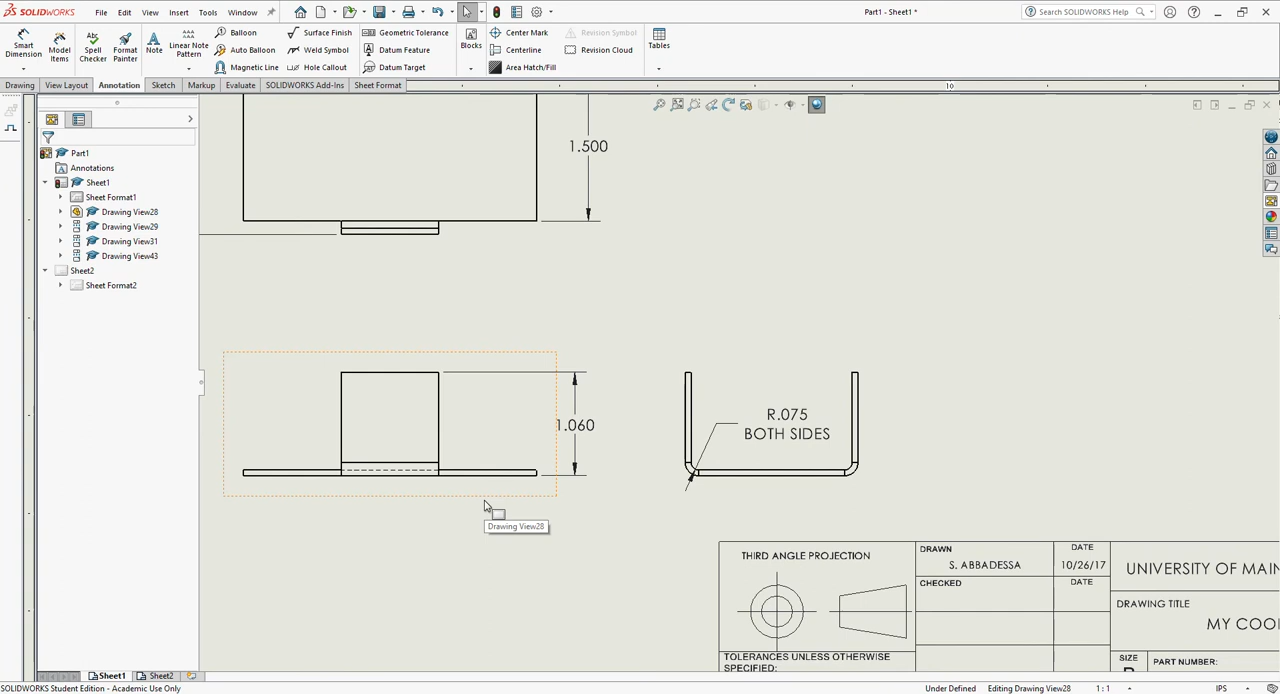 SOLIDWORKS File Edit View Insert Tools Window Part1 - Sheet1 * Search SOLIDWORKS Help
Smart Dimension
Model Items
Spell Checker
Format Painter
Note
Linear Note Pattern
Balloon
Auto Balloon
Magnetic Line
Surface Finish
Weld Symbol
Hole Callout
Geometric Tolerance
Datum Feature
Datum Target
Blocks
Center Mark
Centerline
Area Hatch/Fill
Revision Symbol
Revision Cloud
Tables
Drawing View Layout Annotation Sketch Markup Evaluate SOLIDWORKS Add-Ins Sheet Format
10
Part1
Annotations
Sheet1
Sheet Format1
Drawing View28
Drawing View29
Drawing View31
Drawing View43
Sheet2
Sheet Format2
1.500
1.060
R.075
BOTH SIDES
Drawing View28
THIRD ANGLE PROJECTION
TOLERANCES UNLESS OTHERWISE
SPECIFIED:
DRAWN
S. ABBADESSA
DATE
10/26/17
CHECKED
DATE
UNIVERSITY OF MAIN
DRAWING TITLE
MY COO
SIZE
PART NUMBER:
Sheet1 Sheet2
SOLIDWORKS Student Edition - Academic Use Only
Under Defined Editing Drawing View28 1 : 1 IPS